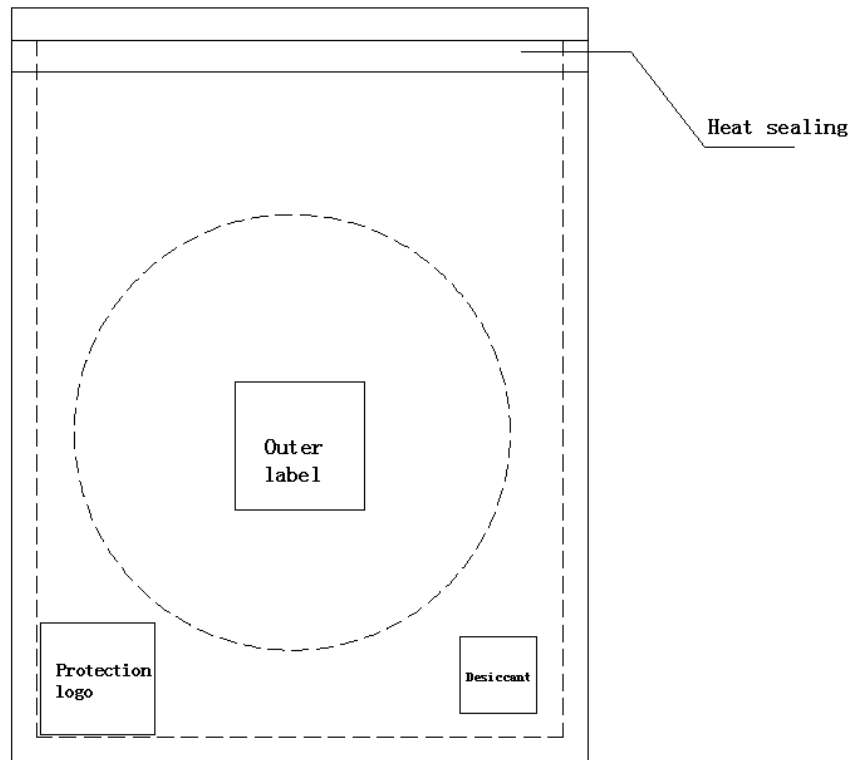 Heat sealing
Outer
label
Protection
logo
Desiccant